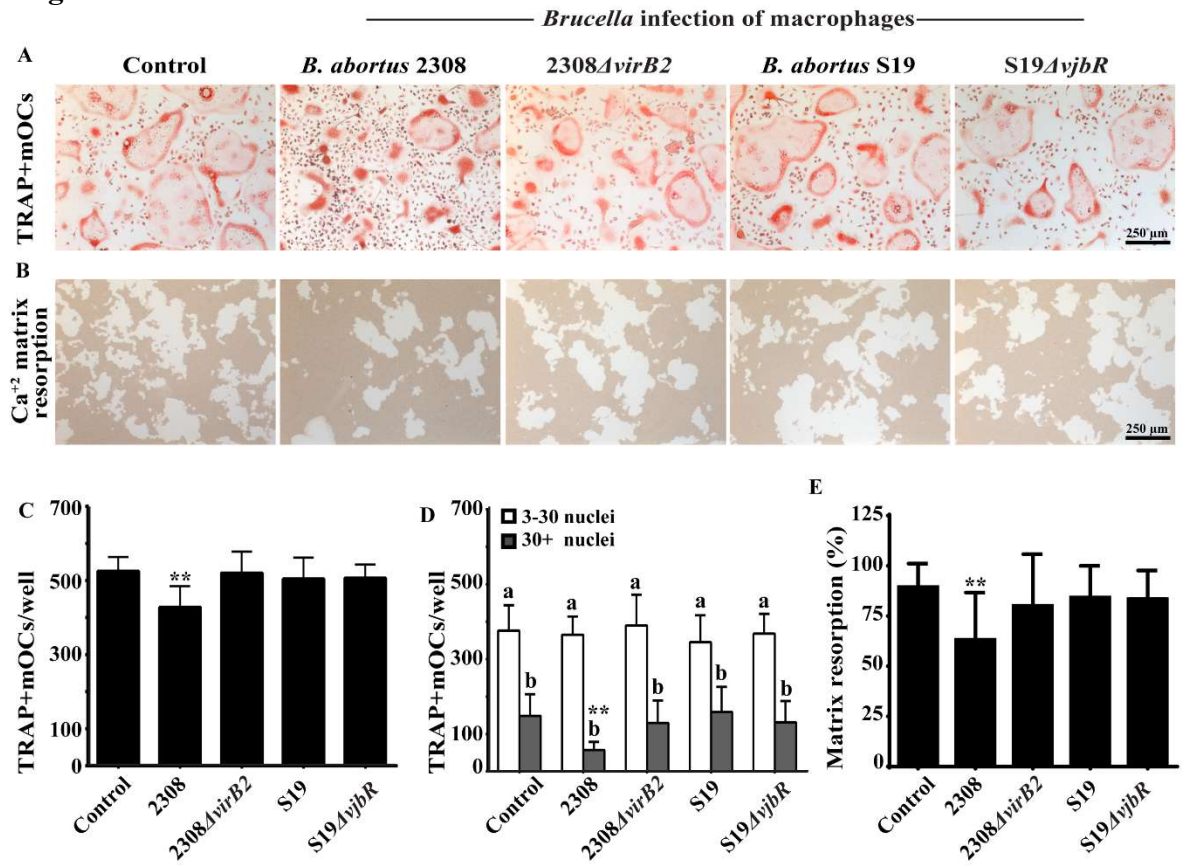 Brucella infection of macrophages
A
Control
B. abortus 2308
2308ΔvirB2
B. abortus S19
S19ΔvjbR
TRAP+mOCs
250 µm
B
Ca+2 matrix
resorption
250 µm
C
TRAP+mOCs/well
700
500
300
100
0
**
Control
2308
2308ΔvirB2
S19
S19ΔvjbR
D
TRAP+mOCs/well
700
500
300
100
0
3-30 nuclei
30+ nuclei
a
b
a
**
b
a
b
a
b
a
b
Control
2308
2308ΔvirB2
S19
S19ΔvjbR
E
Matrix resorption (%)
125
100
75
50
25
0
**
Control
2308
2308ΔvirB2
S19
S19ΔvjbR